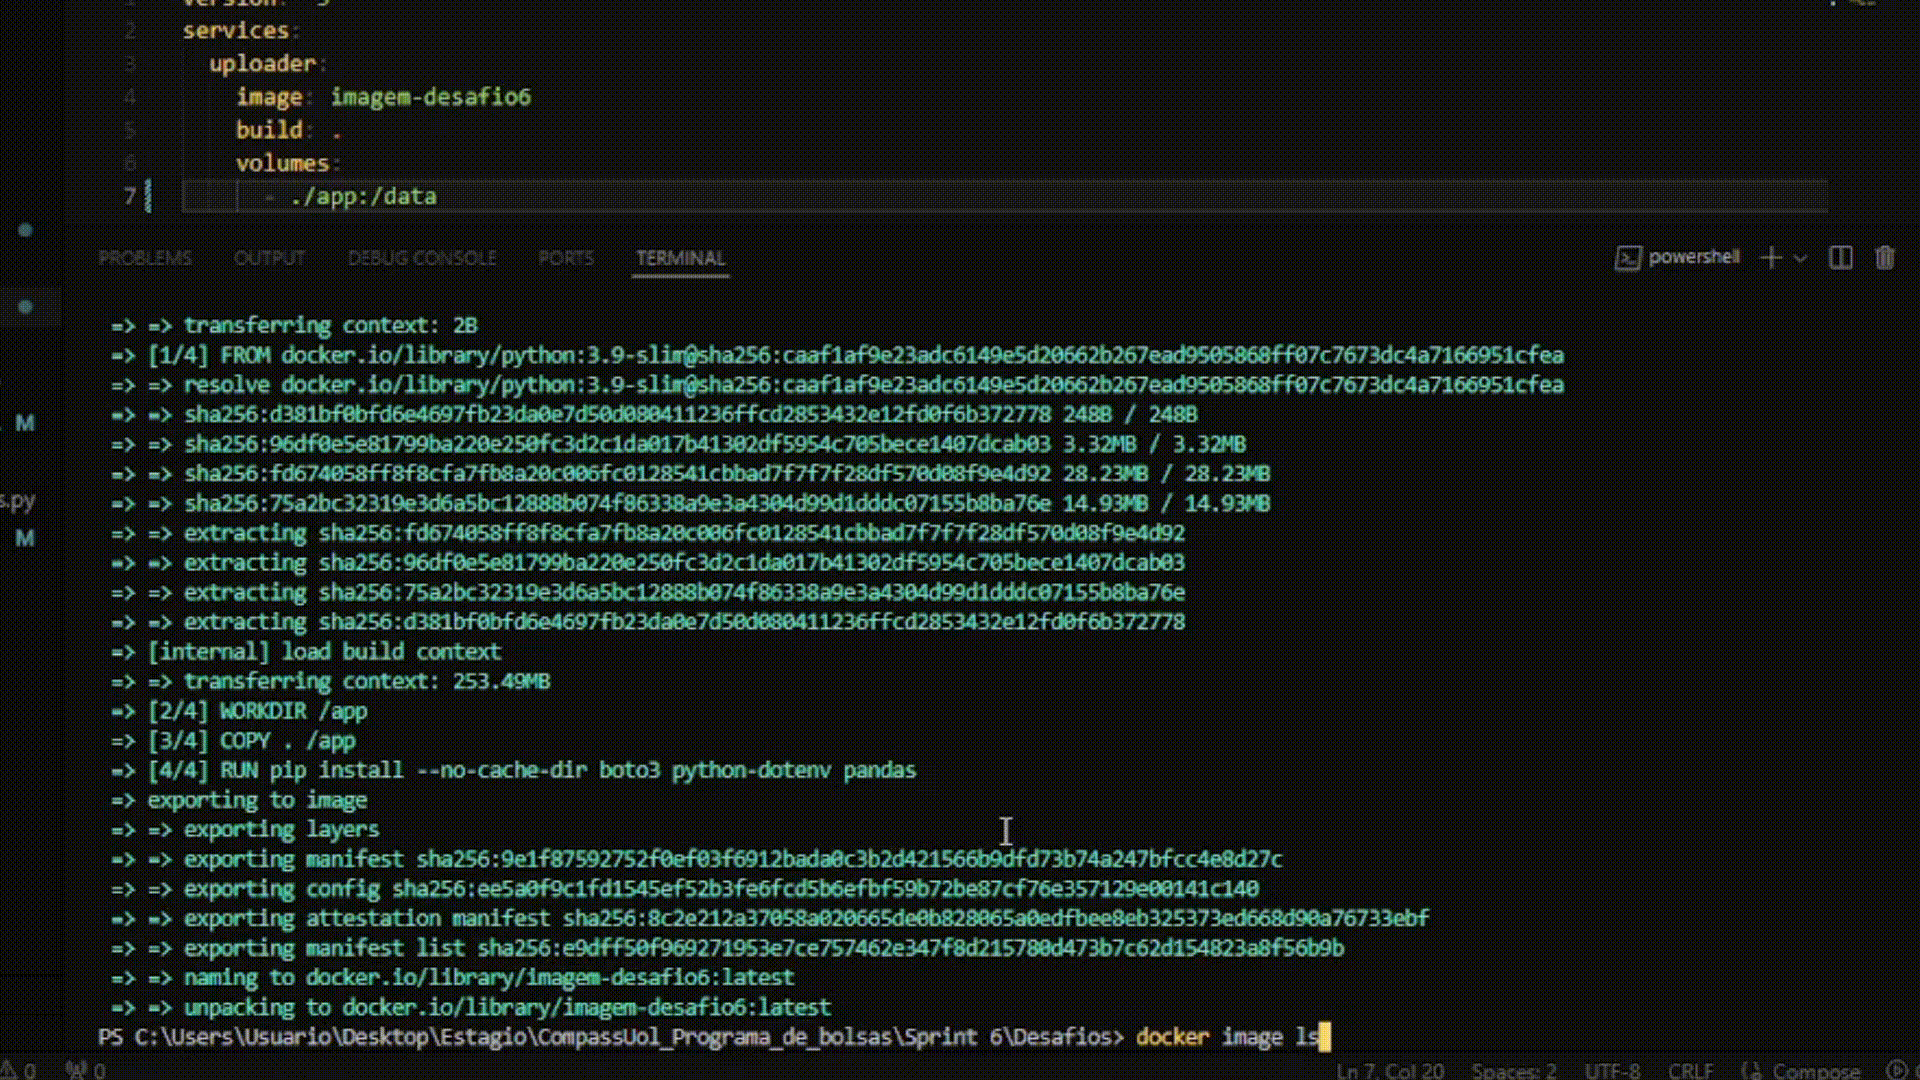 2 services:
3 uploader:
4 image: imagem-desafio6
5 build: .
6 volumes:
7 - ./app:/data
PROBLEMS OUTPUT DEBUG CONSOLE PORTS TERMINAL powershell
=> => transferring context: 2B
=> [1/4] FROM docker.io/library/python:3.9-slim@sha256:caaf1af9e23adc6149e5d20662b267ead9505868ff07c7673dc4a7166951cfea
=> => resolve docker.io/library/python:3.9-slim@sha256:caaf1af9e23adc6149e5d20662b267ead9505868ff07c7673dc4a7166951cfea
=> => sha256:d381bf0bfd6e4697fb23da0e7d50d080411236ffcd2853432e12fd0f6b372778 248B / 248B
=> => sha256:96df0e5e81799ba220e250fc3d2c1da017b41302df5954c705bece1407dcab03 3.32MB / 3.32MB
=> => sha256:fd674058ff8f8cfa7fb8a20c006fc0128541cbbad7f7f7f28df570d08f9e4d92 28.23MB / 28.23MB
=> => sha256:75a2bc32319e3d6a5bc12888b074f86338a9e3a4304d99d1dddc07155b8ba76e 14.93MB / 14.93MB
=> => extracting sha256:fd674058ff8f8cfa7fb8a20c006fc0128541cbbad7f7f7f28df570d08f9e4d92
=> => extracting sha256:96df0e5e81799ba220e250fc3d2c1da017b41302df5954c705bece1407dcab03
=> => extracting sha256:75a2bc32319e3d6a5bc12888b074f86338a9e3a4304d99d1dddc07155b8ba76e
=> => extracting sha256:d381bf0bfd6e4697fb23da0e7d50d080411236ffcd2853432e12fd0f6b372778
=> [internal] load build context
=> => transferring context: 253.49MB
=> [2/4] WORKDIR /app
=> [3/4] COPY . /app
=> [4/4] RUN pip install --no-cache-dir boto3 python-dotenv pandas
=> exporting to image
=> => exporting layers
=> => exporting manifest sha256:9e1f87592752f0ef03f6912bada0c3b2d421566b9dfd73b74a247bfcc4e8d27c
=> => exporting config sha256:ee5a0f9c1fd1545ef52b3fe6fcd5b6efbf59b72be87cf76e357129e00141c140
=> => exporting attestation manifest sha256:8c2e212a37058a020665de0b828065a0edfbee8eb325373ed668d90a76733ebf
=> => exporting manifest list sha256:e9dff50f969271953e7ce757462e347f8d215780d473b7c62d154823a8f56b9b
=> => naming to docker.io/library/imagem-desafio6:latest
=> => unpacking to docker.io/library/imagem-desafio6:latest
PS C:\Users\Usuario\Desktop\Estagio\CompassUol_Programa_de_bolsas\Sprint 6\Desafios> docker image ls
M
s.py
M
0 0 Ln 7, Col 20 Spaces: 2 UTF-8 CRLF Compose